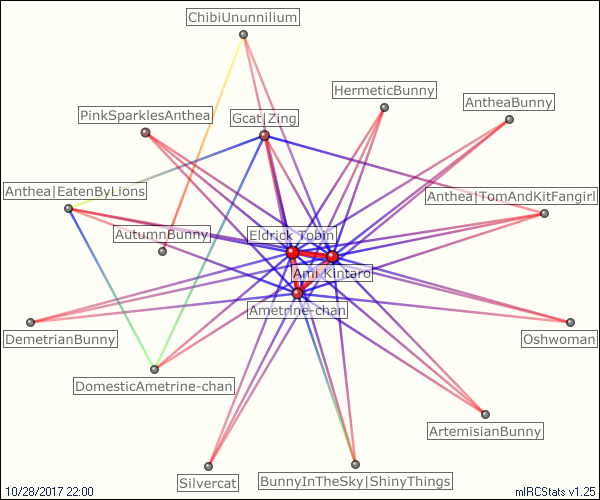 ChibiUnunnilium
HermeticBunny
AntheaBunny
PinkSparklesAnthea
Gcat|Zing
Anthea|EatenByLions
Anthea|TomAndKitFangirl
AutumnBunny
Eldrick Tobin
Ami Kintaro
Ametrine-chan
DemetrianBunny
Oshwoman
DomesticAmetrine-chan
ArtemisianBunny
Silvercat
BunnyInTheSky|ShinyThings
10/28/2017 22:00
mIRCStats v1.25